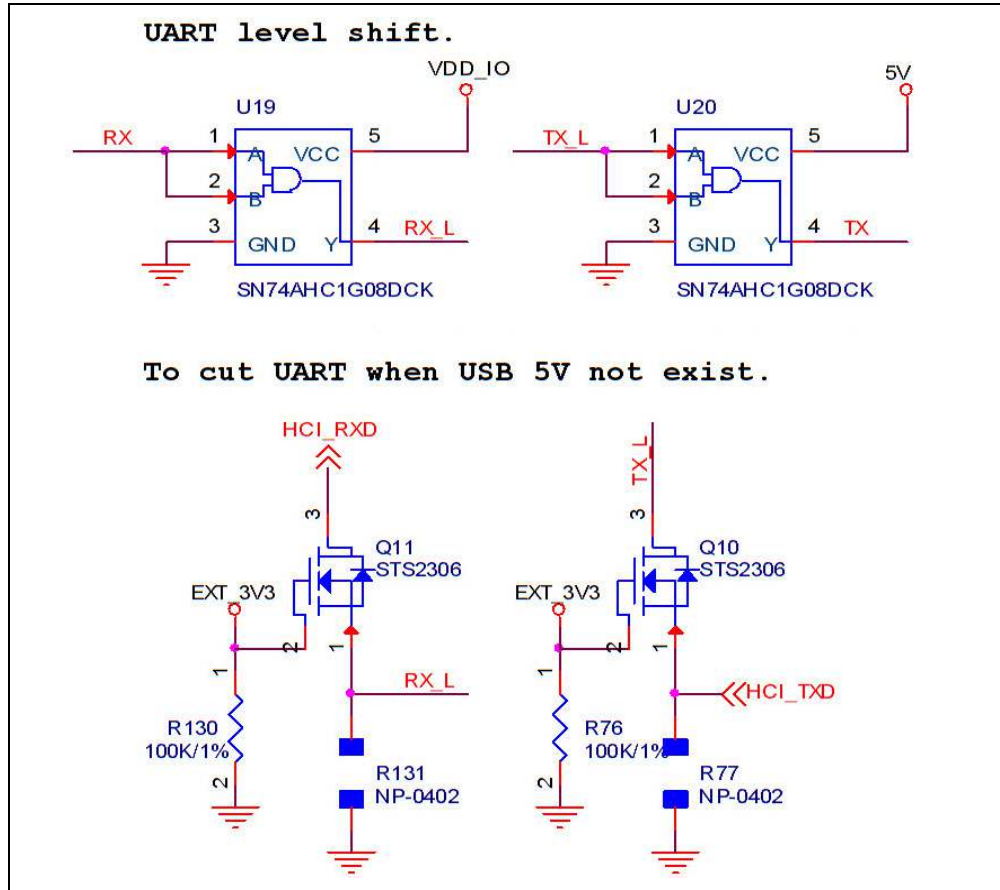 UART level shift.
VDD_IO
5V
U19
U20
RX
1
A
VCC
5
TX_L
1
A
VCC
5
2
B
2
B
3
GND
Y
4
RX_L
3
GND
Y
4
TX
SN74AHC1G08DCK
SN74AHC1G08DCK
To cut UART when USB 5V not exist.
HCI_RXD
TX_L
3
3
Q11
STS2306
Q10
STS2306
EXT_3V3
EXT_3V3
2
1
2
1
1
RX_L
1
HCI_TXD
R130
100K/1%
R76
100K/1%
2
R131
NP-0402
2
R77
NP-0402